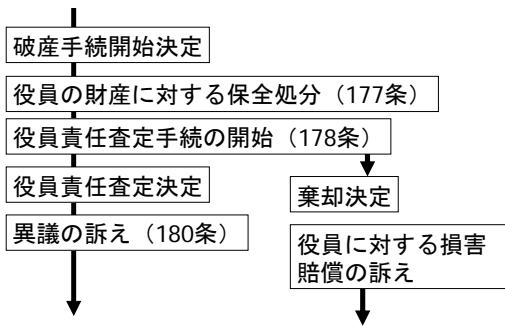 破産手続開始決定
役員の財産に対する保全処分（177条）
役員責任査定手続の開始（178条）
役員責任査定決定
棄却決定
異議の訴え（180条）
役員に対する損害
賠償の訴え